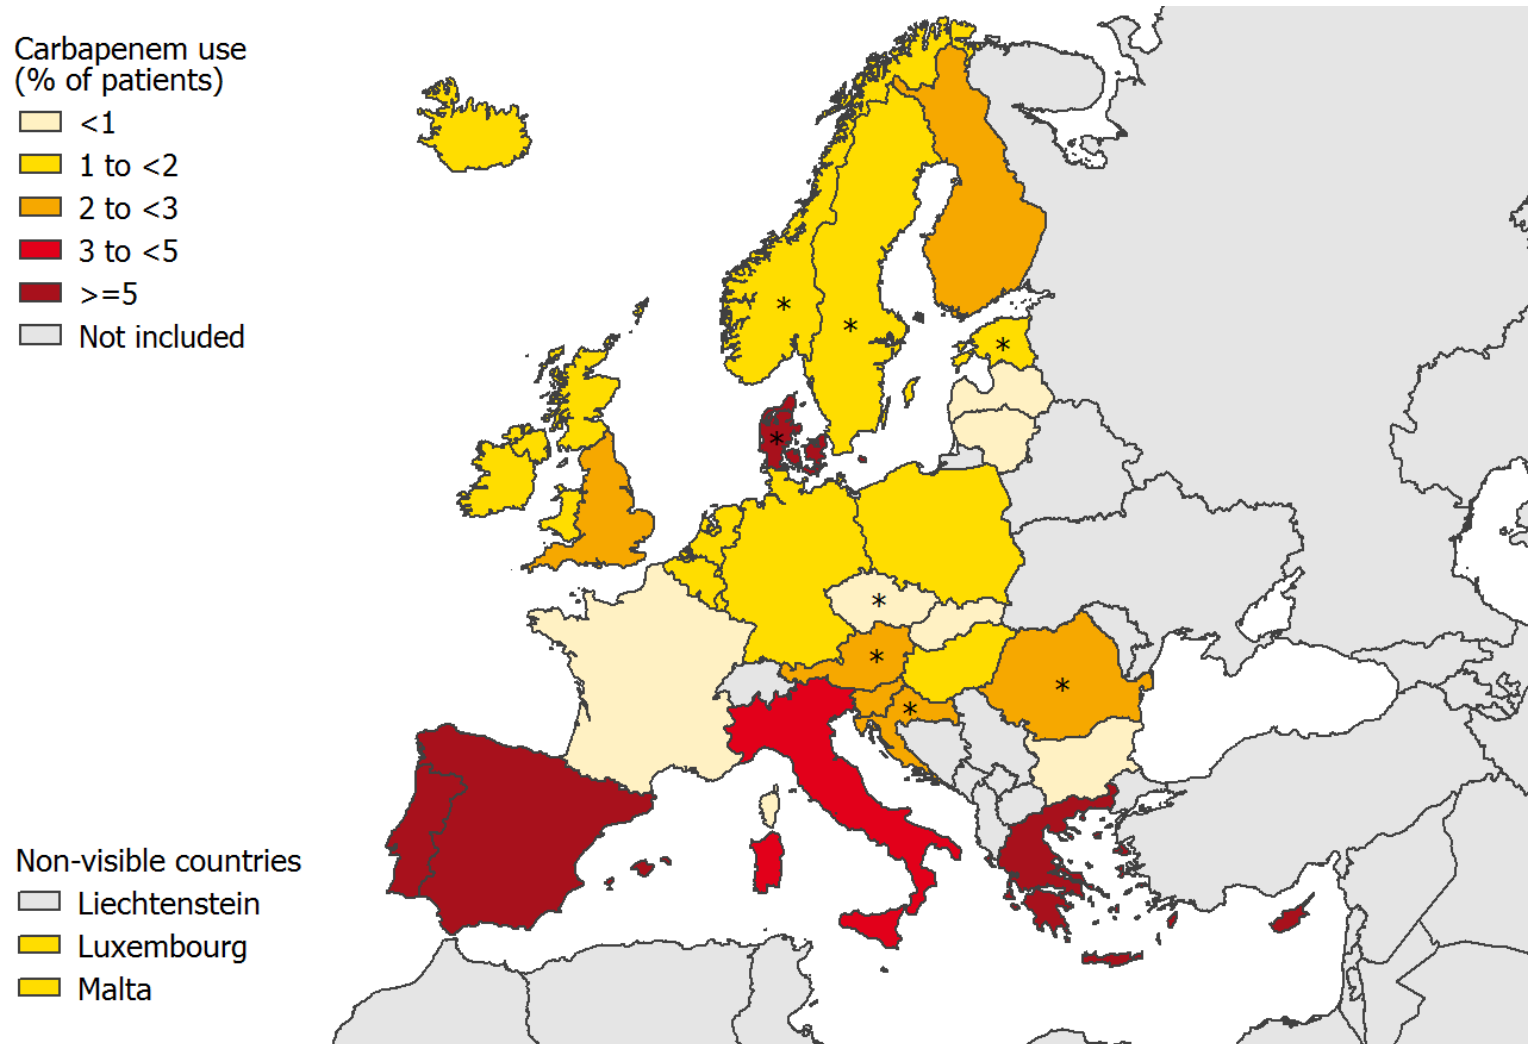 Carbapenem use
(% of patients)
<1
1 to <2
2 to <3
3 to <5
>=5
Not included
*
*
*
*
*
*
*
*
Non-visible countries
Liechtenstein
Luxembourg
Malta